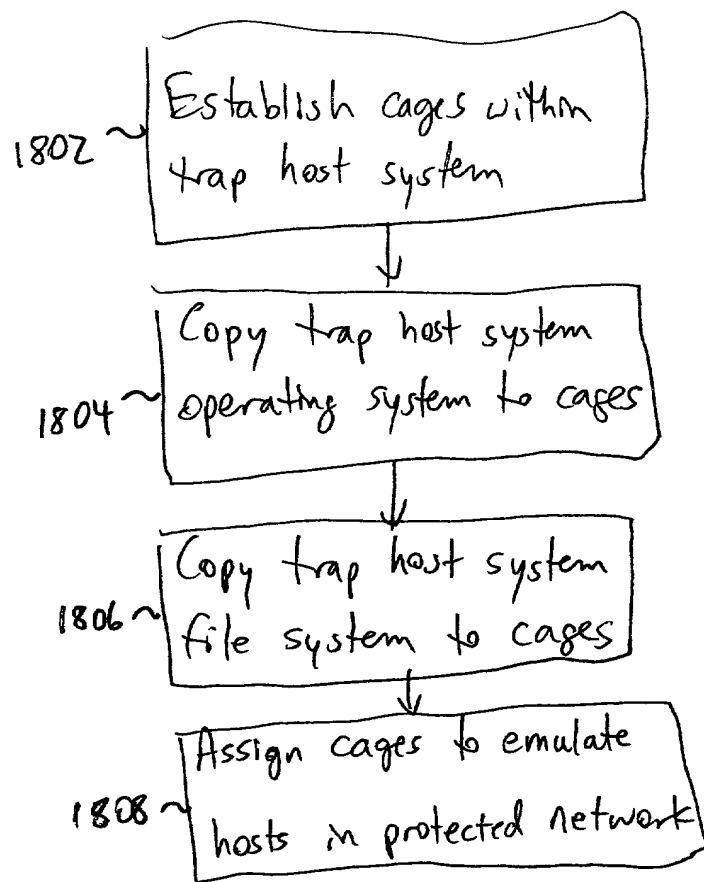 Establish cages within
1802
trap host system
Copy trap host system
1804
operating system to cages
Copy trap host system
1806
file system to cages
Assign cages to emulate
1808
hosts in protected network